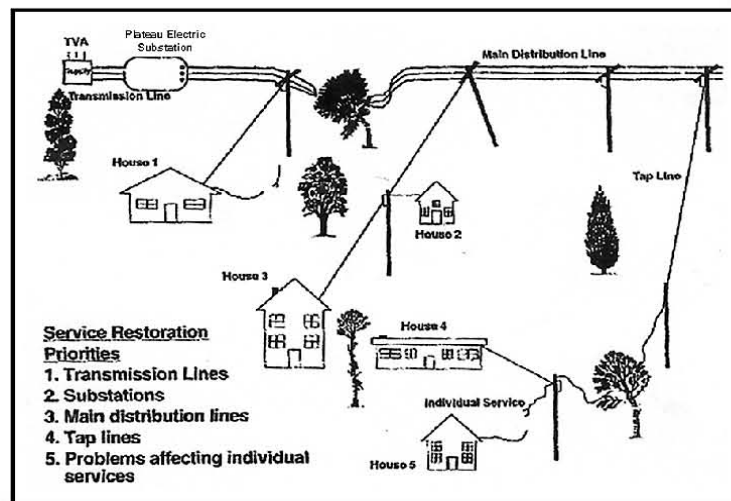 TVA
Plateau Electric
Substation
Supply
Transmission Line
Main Distribution Line
House 1
Tap Line
House 2
House 3
House 4
Individual Service
House 5
Service Restoration
Priorities
1. Transmission Lines
2. Substations
3. Main distribution lines
4. Tap lines
5. Problems affecting individual
services